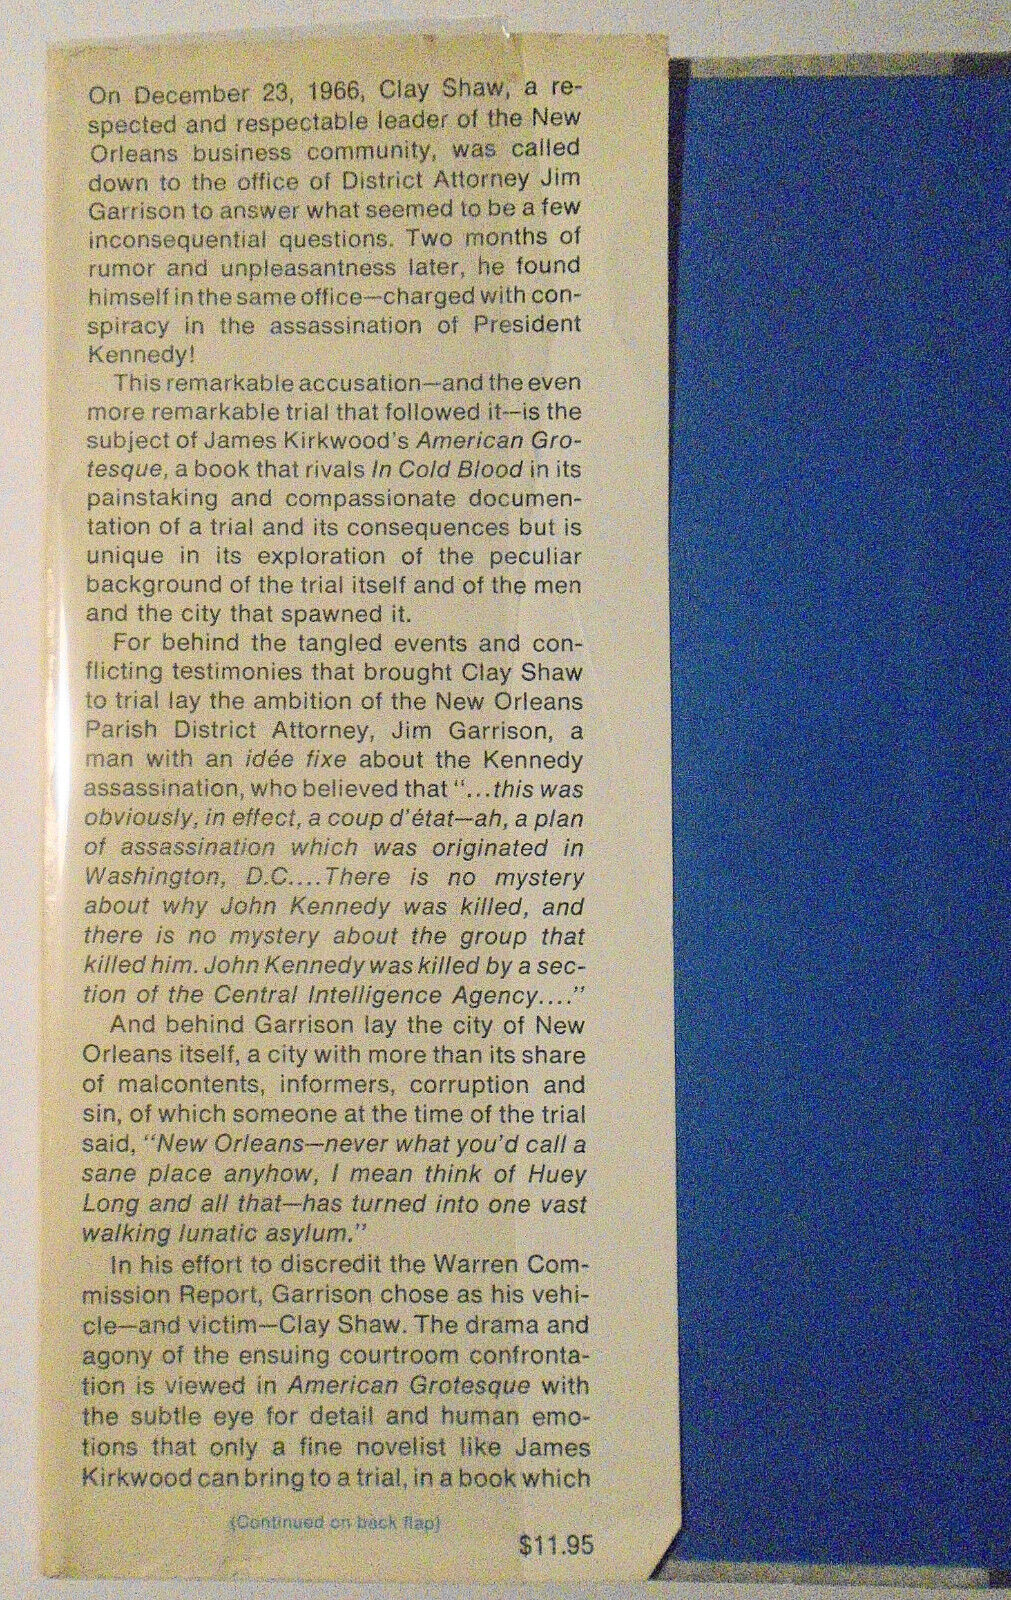 On December 23, 1966, Clay Shaw, a re-
spected and respectable leader of the New
Orleans business community, was called
down to the office of District Attorney Jim
Garrison to answer what seemed to be a few
inconsequential questions. Two months of
rumor and unpleasantness later, he found
himself in the same office—charged with con-
spiracy in the assassination of President
Kennedy!
This remarkable accusation—and the even
more remarkable trial that followed it—is the
subject of James Kirkwood's American Gro-
tesque, a book that rivals In Cold Blood in its
painstaking and compassionate documen-
tation of a trial and its consequences but is
unique in its exploration of the peculiar
background of the trial itself and of the men
and the city that spawned it.
For behind the tangled events and con-
flicting testimonies that brought Clay Shaw
to trial lay the ambition of the New Orleans
Parish District Attorney, Jim Garrison, a
man with an idée fixe about the Kennedy
assassination, who believed that "...this was
obviously, in effect, a coup d'état—ah, a plan
of assassination which was originated in
Washington, D.C....There is no mystery
about why John Kennedy was killed, and
there is no mystery about the group that
killed him. John Kennedy was killed by a sec-
tion of the Central Intelligence Agency...."
And behind Garrison lay the city of New
Orleans itself, a city with more than its share
of malcontents, informers, corruption and
sin, of which someone at the time of the trial
said, "New Orleans—never what you'd call a
sane place anyhow, I mean think of Huey
Long and all that—has turned into one vast
walking lunatic asylum."
In his effort to discredit the Warren Com-
mission Report, Garrison chose as his vehi-
cle—and victim—Clay Shaw. The drama and
agony of the ensuing courtroom confronta-
tion is viewed in American Grotesque with
the subtle eye for detail and human emo-
tions that only a fine novelist like James
Kirkwood can bring to a trial, in a book which
(Continued on back flap)
$11.95